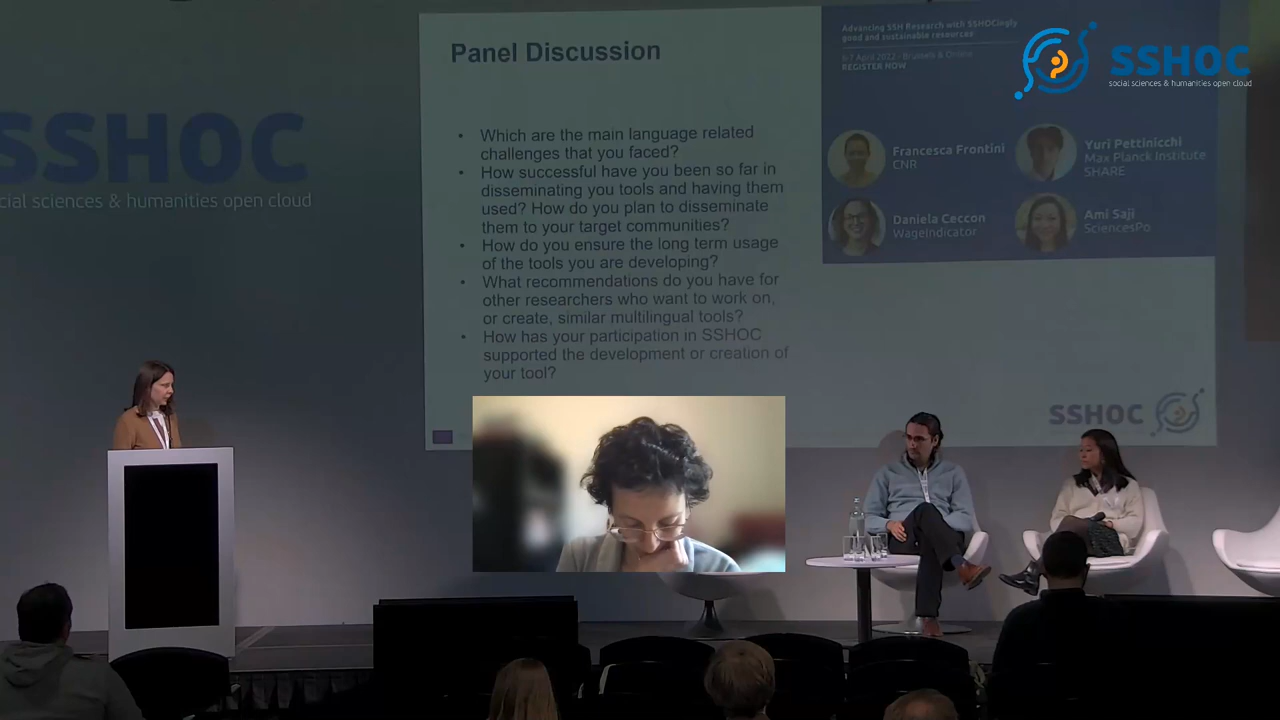 SSHOC
cial sciences & humanities open cloud
Panel Discussion
• Which are the main language related
challenges that you faced?
• How successful have you been so far in
disseminating you tools and having them
used? How do you plan to disseminate
them to your target communities?
• How do you ensure the long term usage
of the tools you are developing?
• What recommendations do you have for
other researchers who want to work on,
or create, similar multilingual tools?
• How has your participation in SSHOC
supported the development or creation of
your tool?
Advancing SSH Research with SSHOCingly
good and sustainable resources
6-7 April 2022 - Brussels & Online
REGISTER NOW
SSHOC
social sciences & humanities open cloud
Francesca Frontini
CNR
Yuri Pettinicchi
Max Planck Institute
SHARE
Daniela Ceccon
WageIndicator
Ami Saji
SciencesPo
SSHOC